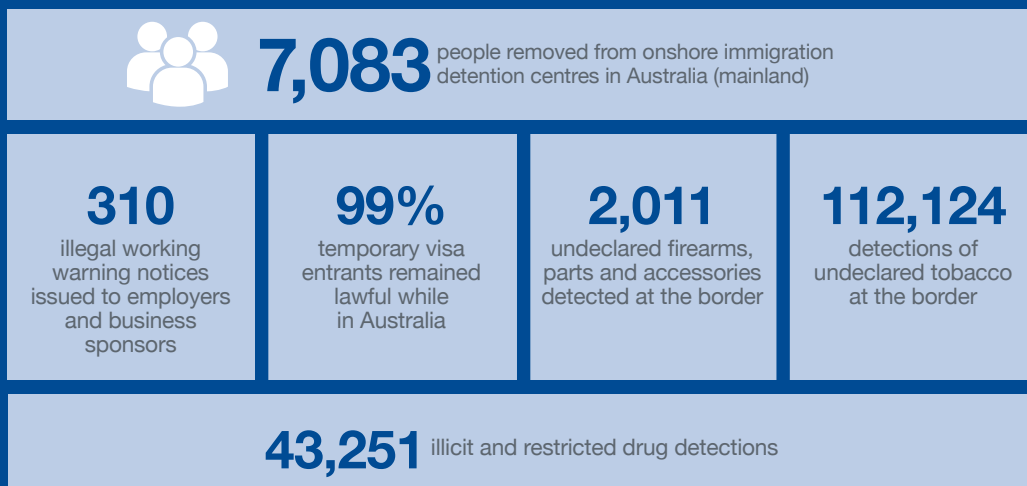 7,083 people removed from onshore immigration
detention centres in Australia (mainland)
310
illegal working
warning notices
issued to employers
and business
sponsors
99%
temporary visa
entrants remained
lawful while
in Australia
2,011
undeclared firearms,
parts and accessories
detected at the border
112,124
detections of
undeclared tobacco
at the border
43,251 illicit and restricted drug detections